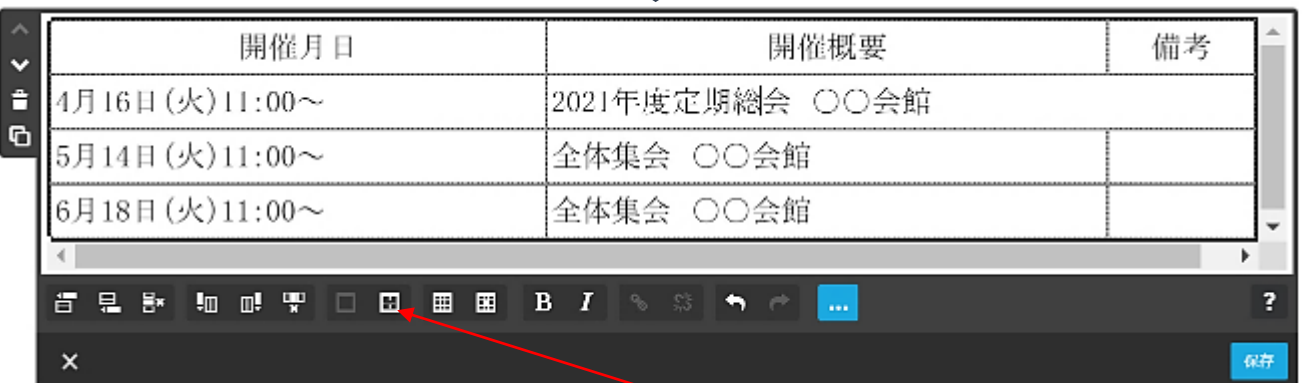 開催月日 開催概要 備考
4月16日(火)11:00～ 2021年度定期総会 〇〇会館
5月14日(火)11:00～ 全体集会 〇〇会館
6月18日(火)11:00～ 全体集会 〇〇会館
B I ... ?
× 保存